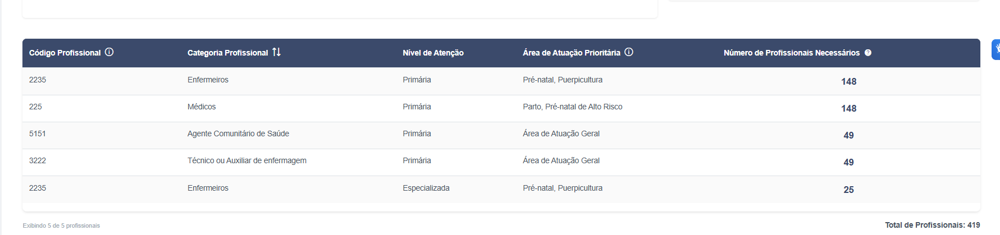 Código Profissional Categoria Profissional Nível de Atenção Área de Atuação Prioritária Número de Profissionais Necessários
2235 Enfermeiros Primária Pré-natal, Puerpicultura 148
225 Médicos Primária Parto, Pré-natal de Alto Risco 148
5151 Agente Comunitário de Saúde Primária Área de Atuação Geral 49
3222 Técnico ou Auxiliar de enfermagem Primária Área de Atuação Geral 49
2235 Enfermeiros Especializada Pré-natal, Puerpicultura 25
Exibindo 5 de 5 profissionais Total de Profissionais: 419